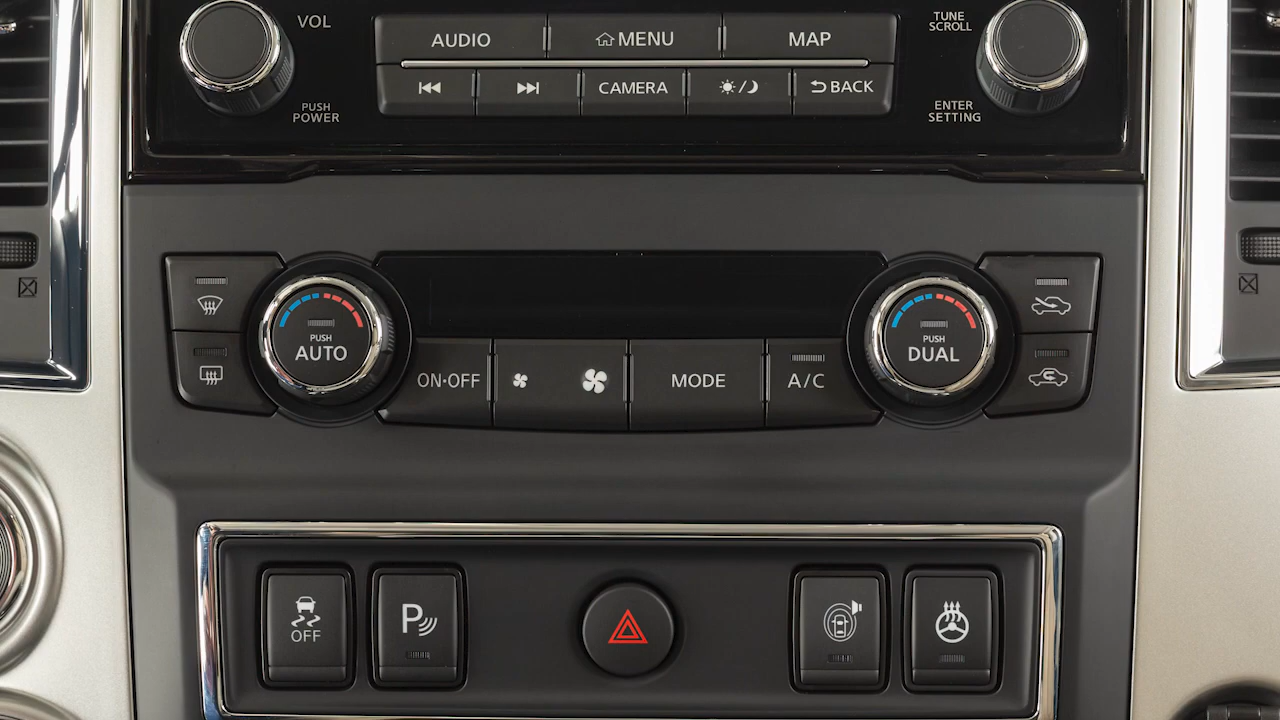 VOL
AUDIO
MENU
MAP
TUNE
SCROLL
CAMERA
BACK
PUSH
POWER
ENTER
SETTING
PUSH
AUTO
PUSH
DUAL
ON·OFF
MODE
A/C
OFF
P